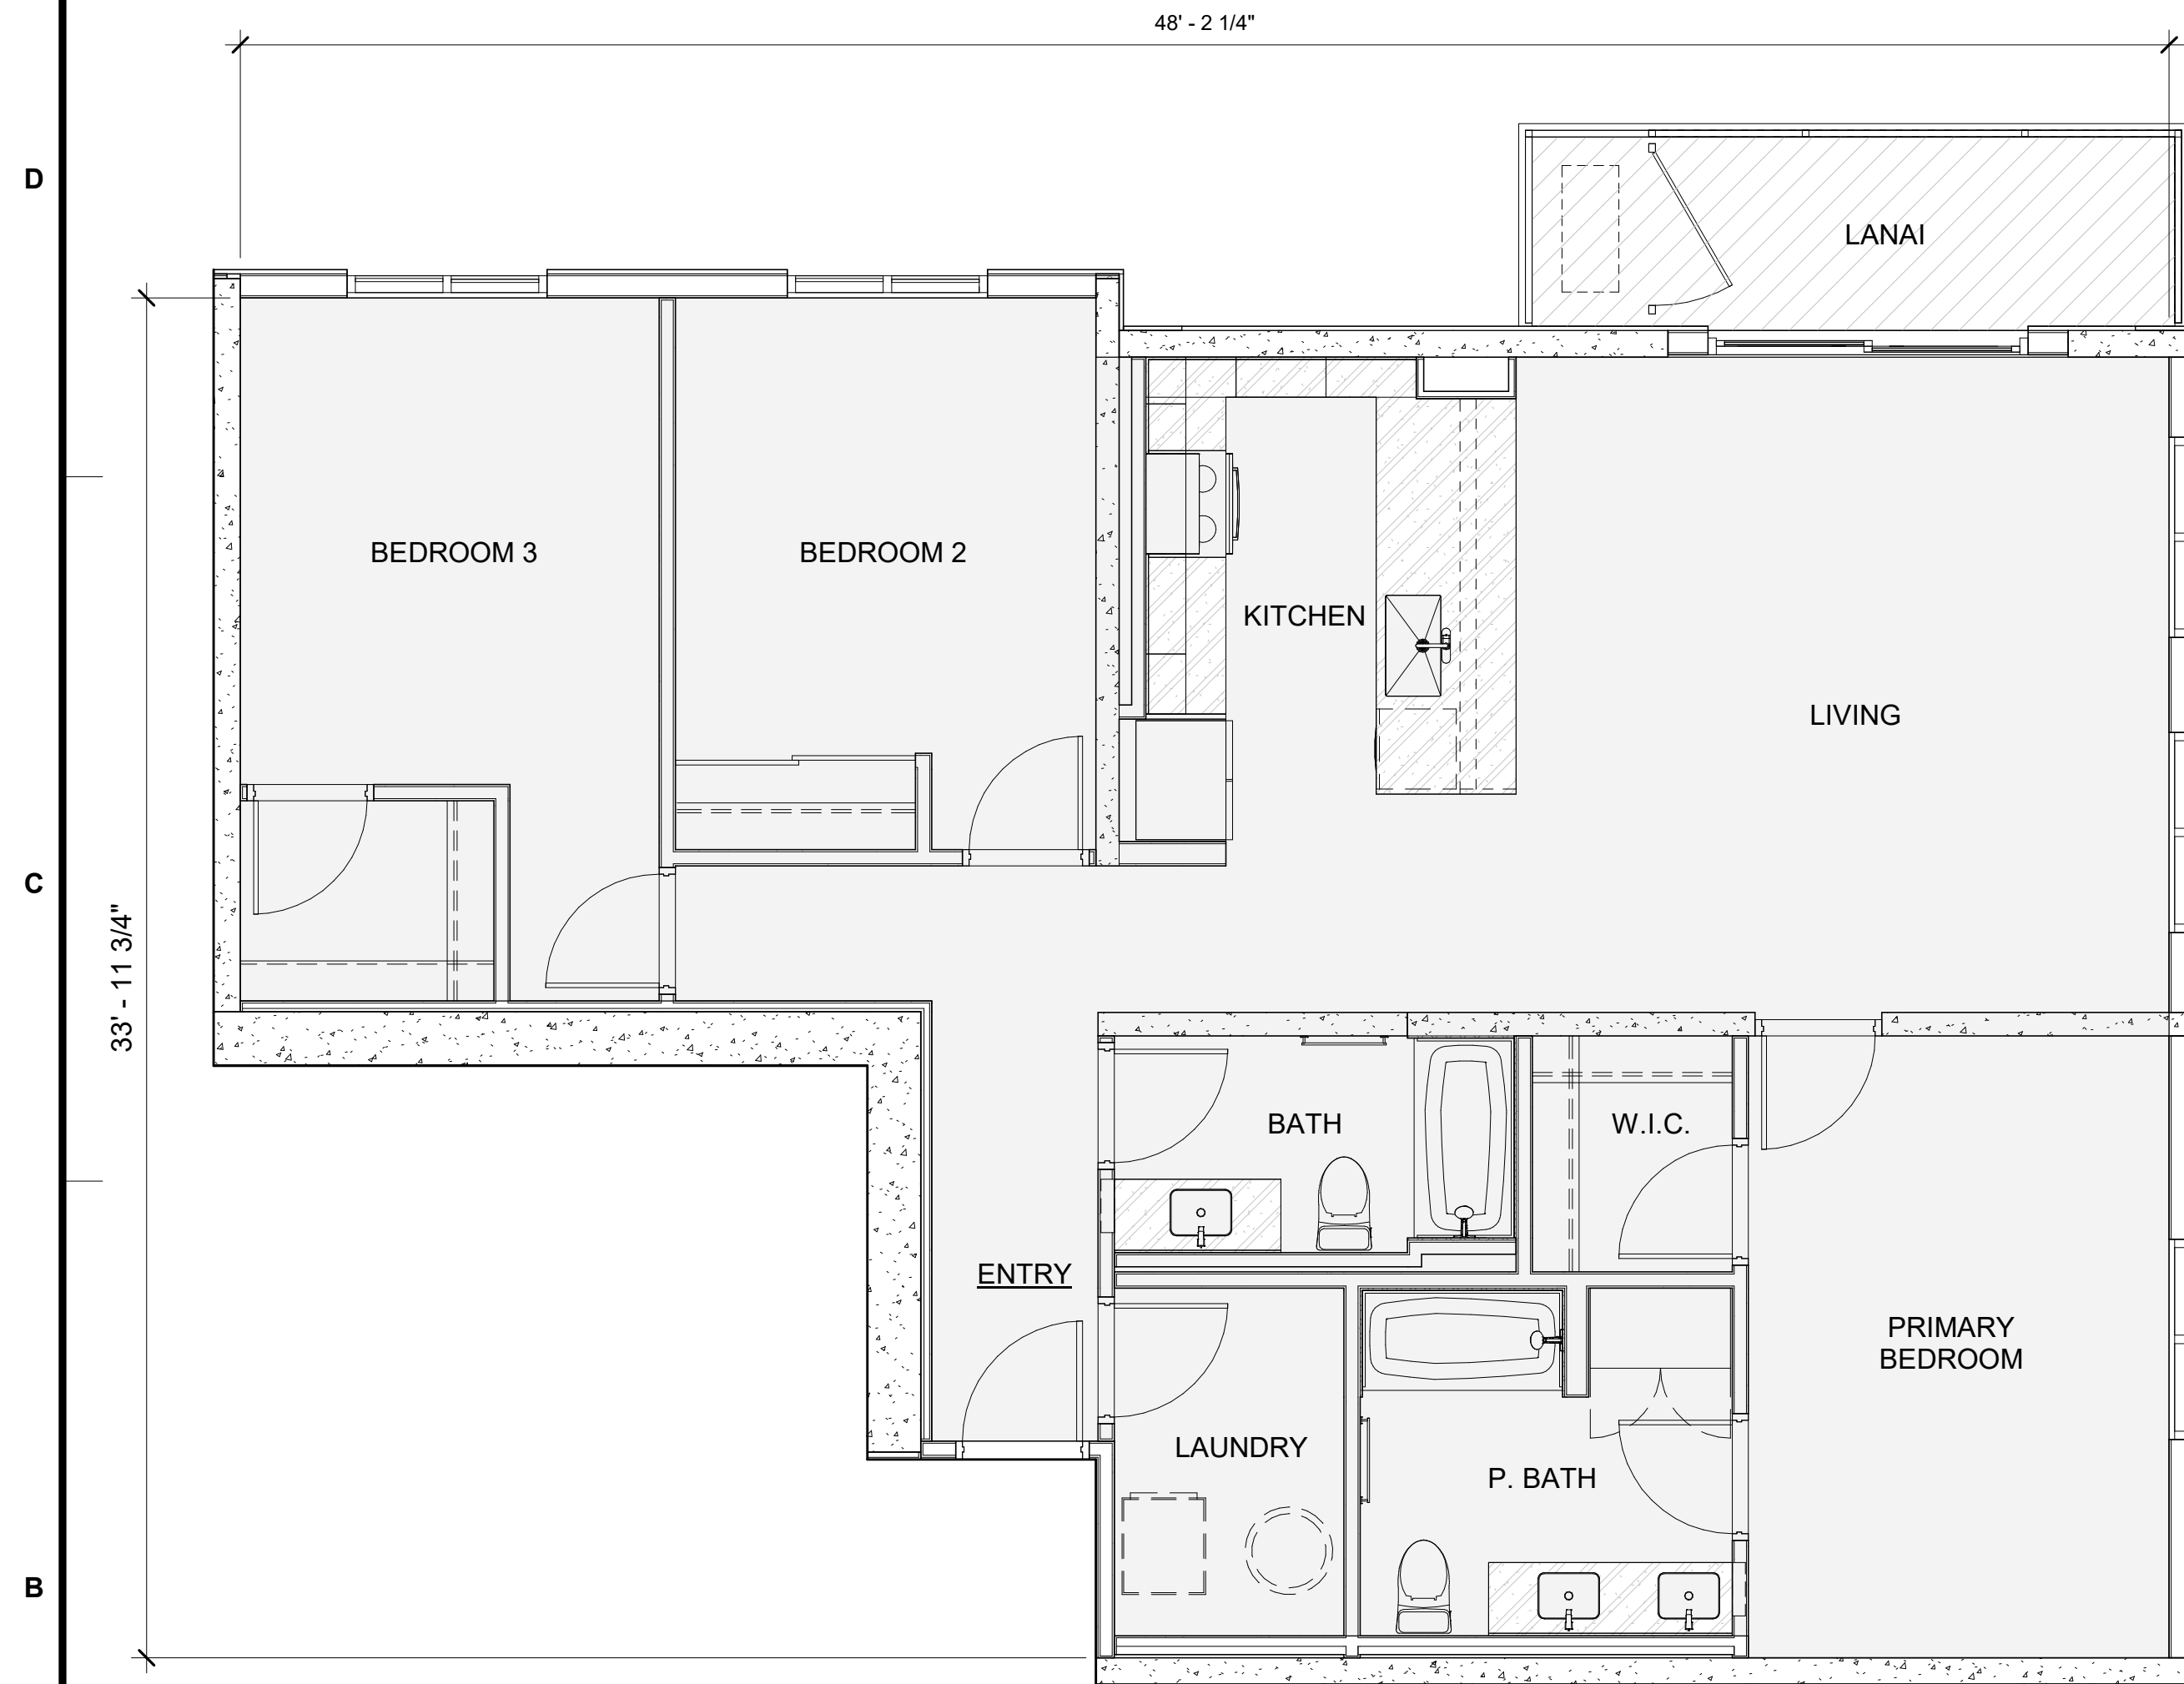 48' - 2 1/4"
D
LANAI
BEDROOM 3
BEDROOM 2
KITCHEN
LIVING
C
33' - 11 3/4"
BATH
W.I.C.
ENTRY
PRIMARY
BEDROOM
LAUNDRY
P. BATH
B